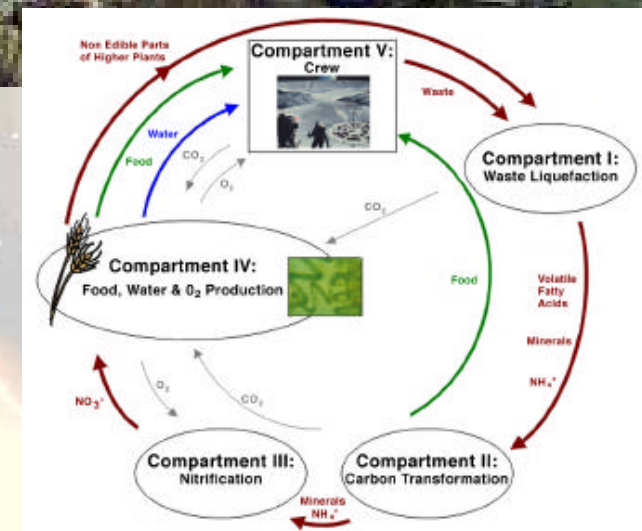 Non Edible Parts
of Higher Plants
Compartment V:
Crew
Waste
Food
Water
CO2
O2
Compartment I:
Waste Liquefaction
CO2
Compartment IV:
Food, Water & 02 Production
Food
Volatile
Fatty
Acids
Minerals
NH4+
O2
CO2
NO3-
Compartment III:
Nitrification
Compartment II:
Carbon Transformation
Minerals
NH4+